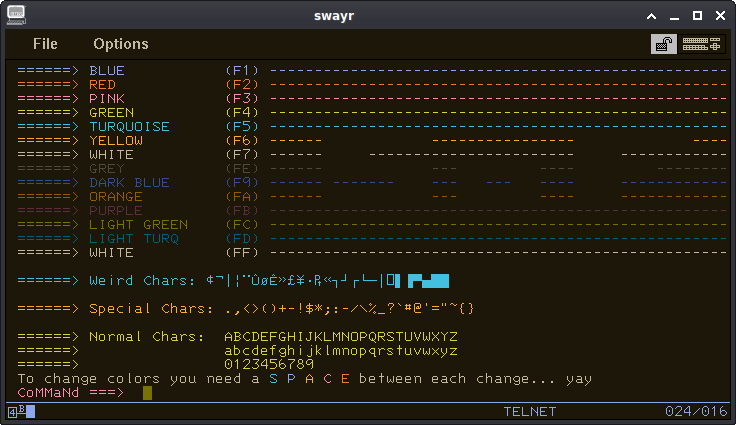 swayr
File Options
======> BLUE (F1) ---------------------------------------------------
======> RED (F2) ---------------------------------------------------
======> PINK (F3) ---------------------------------------------------
======> GREEN (F4) ---------------------------------------------------
======> TURQUOISE (F5) ---------------------------------------------------
======> YELLOW (F6) ------ ---------------- ----
======> WHITE (F7) ------ --------------- ------------
======> GREY (FE) ------ --- --- ------------
======> DARK BLUE (F9) ------ ------- --- --- ---- ------------
======> ORANGE (FA) ------ --- ---- ------------
======> PURPLE (FB) ------ --- ---- ------------
======> LIGHT GREEN (FC) ------ ---------------- ------------
======> LIGHT TURQ (FD) ------ ---------------- ------------
======> WHITE (FF)
======> Weird Chars: ¢¬|¦¨ÛøÊ»£¥·₧«┐┘┌└─│
======> Special Chars: .,<>()+-!$*;:-/\%_?`#@'="~{}
======> Normal Chars: ABCDEFGHIJKLMNOPQRSTUVWXYZ
======> abcdefghijklmnopqrstuvwxyz
======> 0123456789
To change colors you need a S P A C E between each change... yay
CoMMaNd ===>
4 B TELNET 024/016